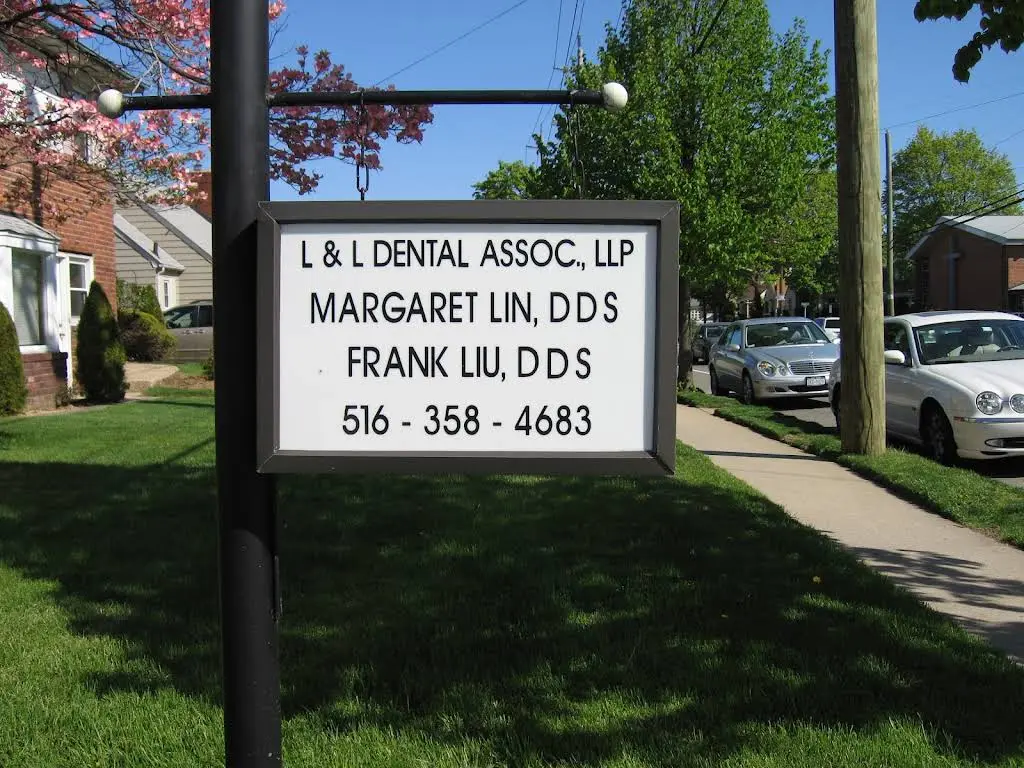 L & L DENTAL ASSOC., LLP
MARGARET LIN, DDS
FRANK LIU, DDS
516 - 358 - 4683